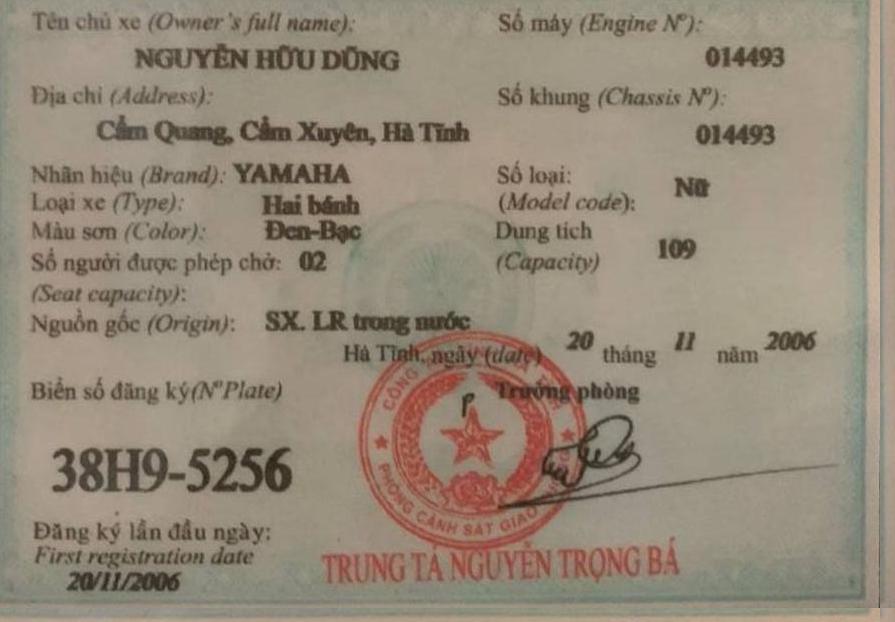 Tên chủ xe (Owner's full name):
NGUYỄN HỮU DŨNG
Số máy (Engine Nº):
014493
Địa chỉ (Address):
Cẩm Quang, Cẩm Xuyên, Hà Tĩnh
Số khung (Chassis Nº):
014493
Nhãn hiệu (Brand): YAMAHA
Số loại: Nữ
(Model code):
Loại xe (Type): Hai bánh
Màu sơn (Color): Đen-Bạc
Dung tích 109
(Capacity)
Số người được phép chở: 02
(Seat capacity):
Nguồn gốc (Origin): SX. LR trong nước
Hà Tĩnh, ngày (date) 20 tháng 11 năm 2006
Biển số đăng ký(NºPlate)
Trưởng phòng
38H9-5256
PHÒNG CẢNH SÁT GIAO
Đăng ký lần đầu ngày:
First registration date
20/11/2006
TRUNG TÁ NGUYỄN TRỌNG BÁ